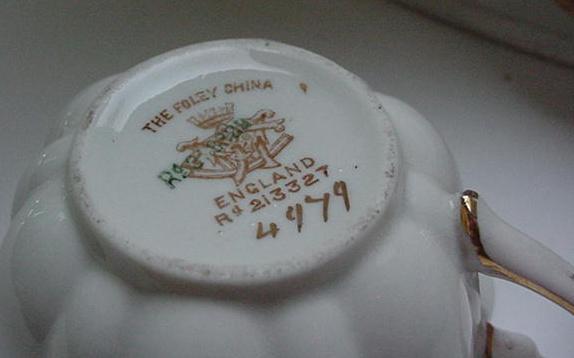 THE FOLEY CHINA
ENGLAND
Rd 213327
4979